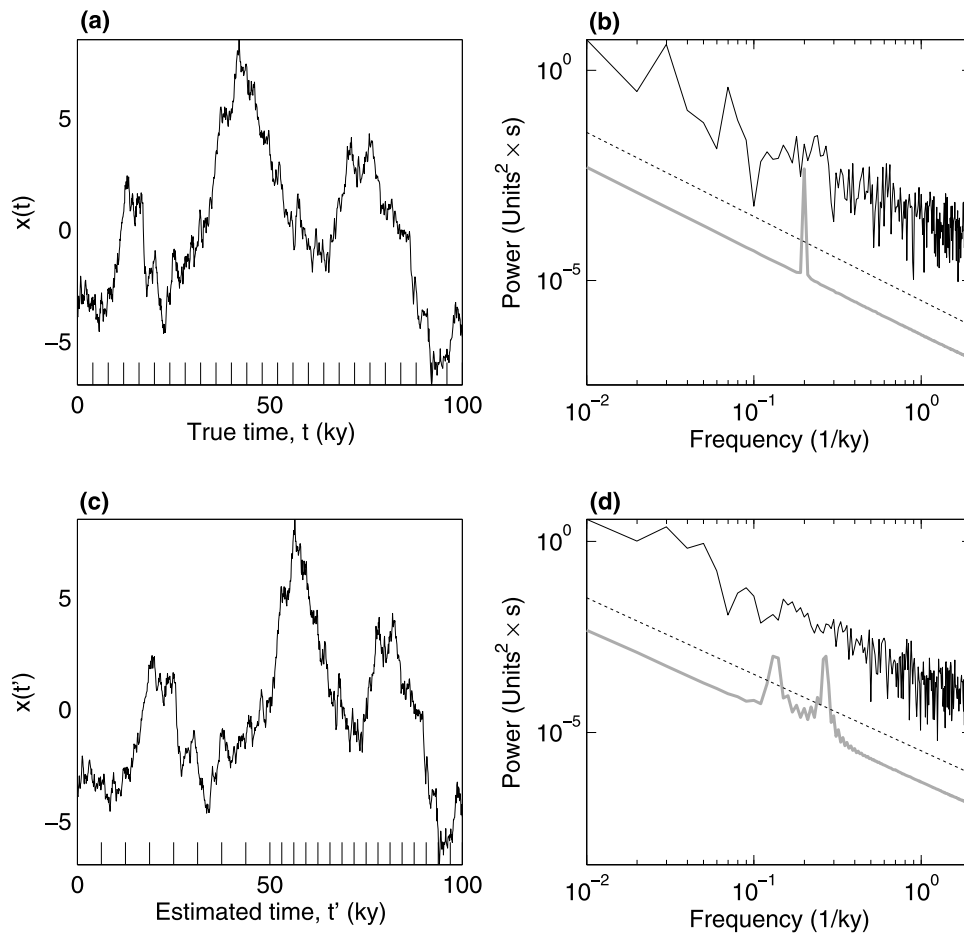 (a)
5
0
−5
x(t)
0
50
100
True time, t (ky)
(b)
10⁰
10⁻⁵
Power (Units² × s)
10⁻²
10⁻¹
10⁰
Frequency (1/ky)
(c)
5
0
−5
x(t')
0
50
100
Estimated time, t' (ky)
(d)
10⁰
10⁻⁵
Power (Units² × s)
10⁻²
10⁻¹
10⁰
Frequency (1/ky)